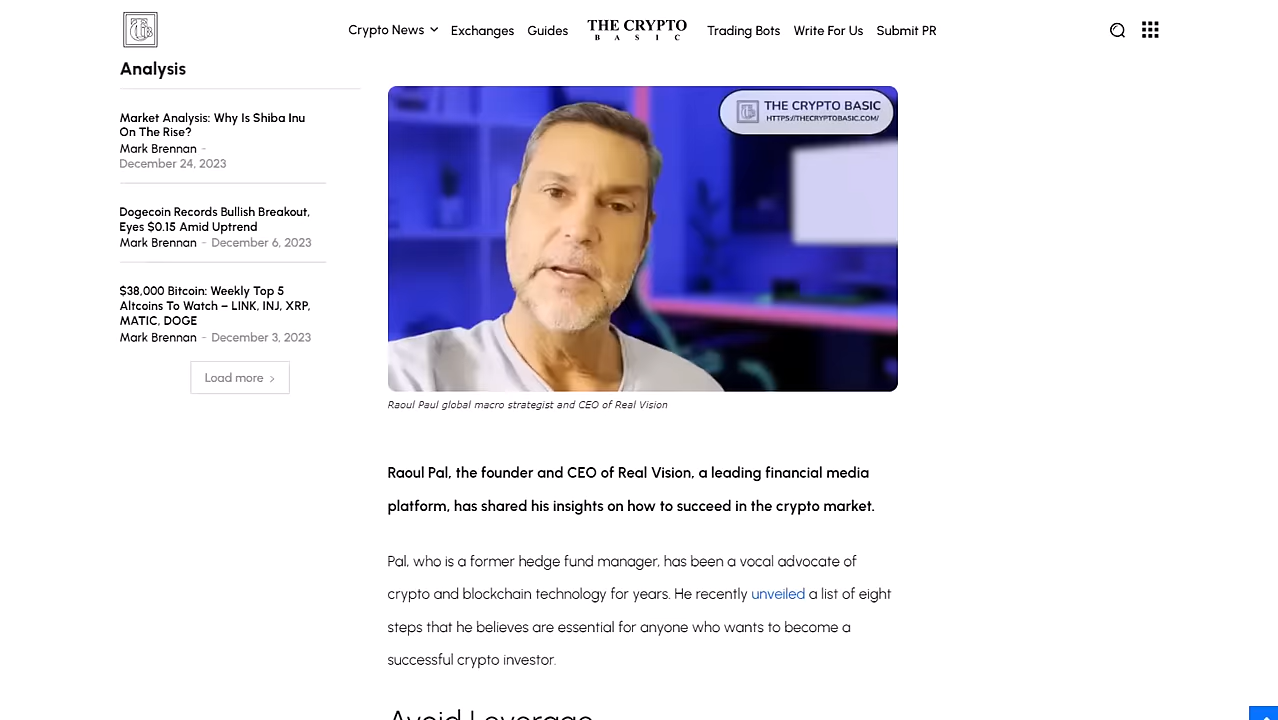 Crypto News
Exchanges
Guides
THE CRYPTO
BASIC
Trading Bots
Write For Us
Submit PR
Analysis
Market Analysis: Why Is Shiba Inu
On The Rise?
Mark Brennan -
December 24, 2023
Dogecoin Records Bullish Breakout,
Eyes $0.15 Amid Uptrend
Mark Brennan - December 6, 2023
$38,000 Bitcoin: Weekly Top 5
Altcoins To Watch – LINK, INJ, XRP,
MATIC, DOGE
Mark Brennan - December 3, 2023
Load more >
THE CRYPTO BASIC
HTTPS://THECRYPTOBASIC.COM/
Raoul Paul global macro strategist and CEO of Real Vision
Raoul Pal, the founder and CEO of Real Vision, a leading financial media
platform, has shared his insights on how to succeed in the crypto market.
Pal, who is a former hedge fund manager, has been a vocal advocate of
crypto and blockchain technology for years. He recently unveiled a list of eight
steps that he believes are essential for anyone who wants to become a
successful crypto investor.
Avoid Leverage